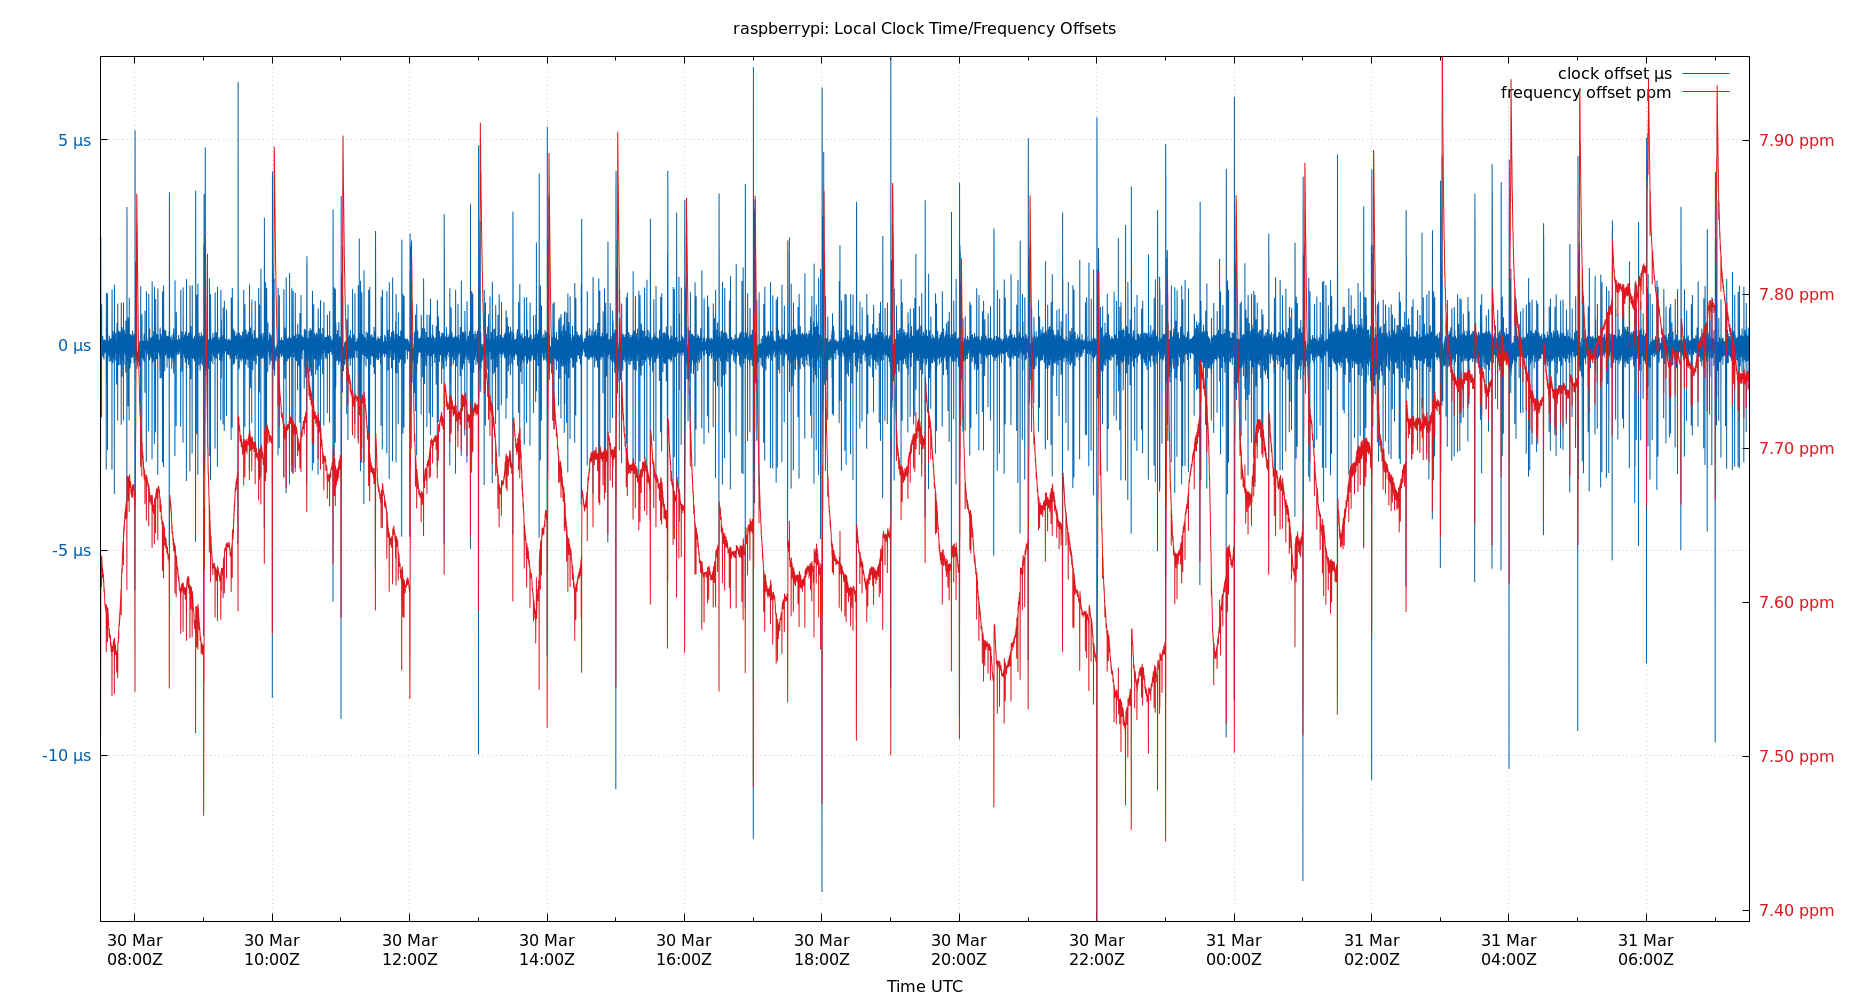 raspberrypi: Local Clock Time/Frequency Offsets
clock offset µs
frequency offset ppm
5 µs
0 µs
-5 µs
-10 µs
7.90 ppm
7.80 ppm
7.70 ppm
7.60 ppm
7.50 ppm
7.40 ppm
30 Mar 30 Mar 30 Mar 30 Mar 30 Mar 30 Mar 30 Mar 30 Mar 31 Mar 31 Mar 31 Mar 31 Mar
08:00Z 10:00Z 12:00Z 14:00Z 16:00Z 18:00Z 20:00Z 22:00Z 00:00Z 02:00Z 04:00Z 06:00Z
Time UTC